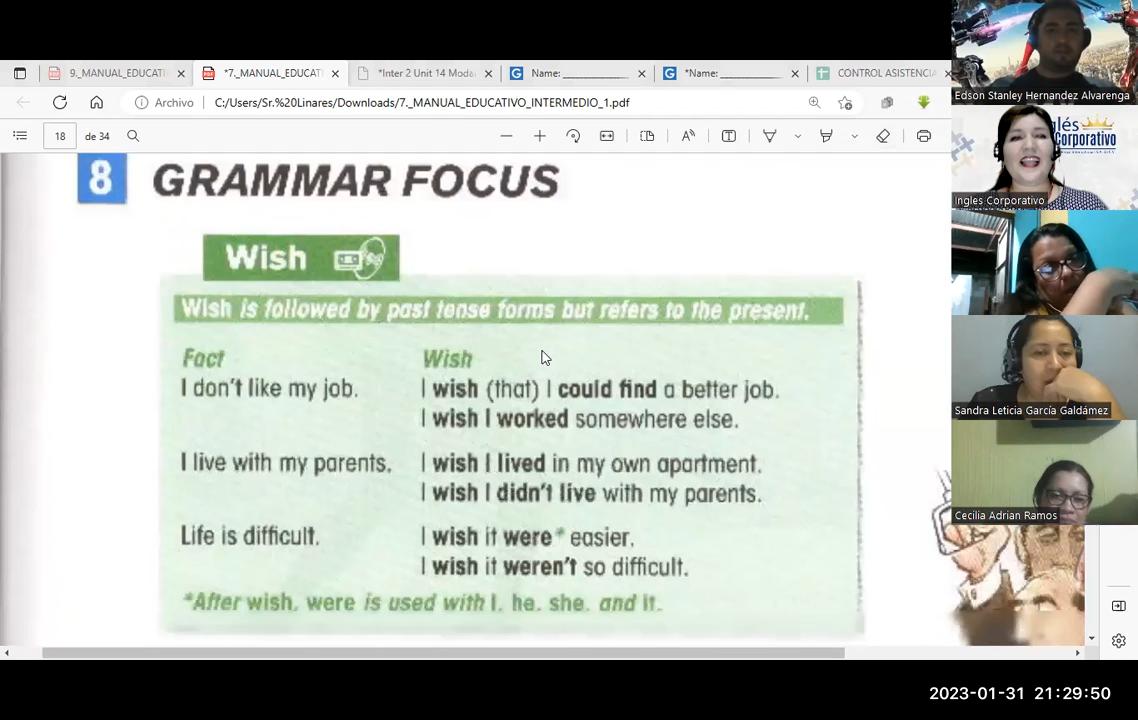 9._MANUAL_EDUCATI
*7._MANUAL_EDUCAT
*Inter 2 Unit 14 Moda
Name: ___________
*Name: ___________
CONTROL ASISTENCIA
Archivo
C:/Users/Sr.%20Linares/Downloads/7._MANUAL_EDUCATIVO_INTERMEDIO_1.pdf
18
de 34
8 GRAMMAR FOCUS
Wish
Wish is followed by past tense forms but refers to the present.
Fact Wish
I don't like my job. I wish (that) I could find a better job.
I wish I worked somewhere else.
I live with my parents. I wish I lived in my own apartment.
I wish I didn't live with my parents.
Life is difficult. I wish it were* easier.
I wish it weren't so difficult.
*After wish, were is used with I, he, she, and it.
Edson Stanley Hernandez Alvarenga
glés
Corporativo
Ingles Corporativo
Sandra Leticia García Galdámez
Cecilia Adrian Ramos
2023-01-31 21:29:50